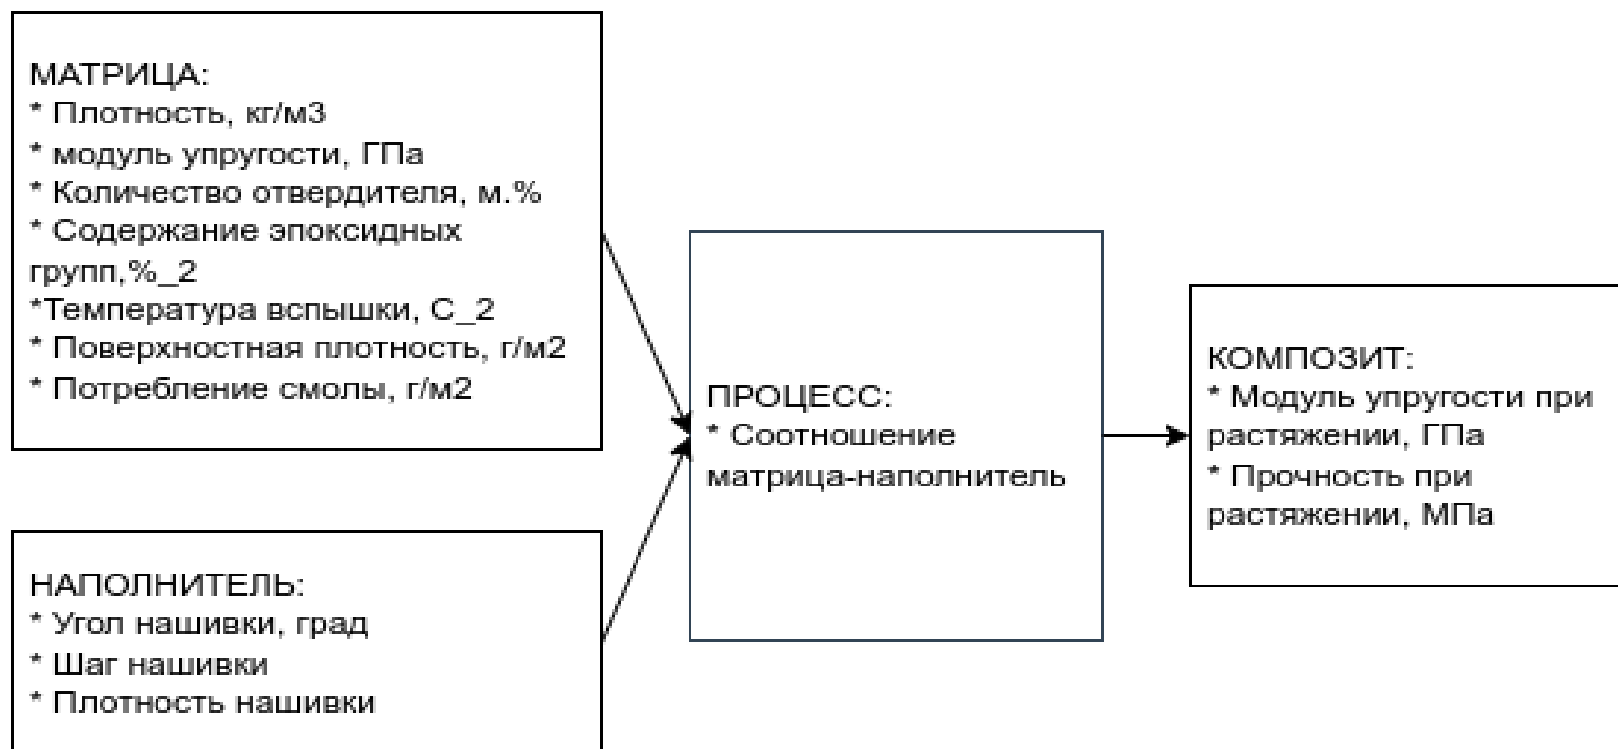 МАТРИЦА:
* Плотность, кг/м3
* модуль упругости, ГПа
* Количество отвердителя, м.%
* Содержание эпоксидных
групп,%_2
*Температура вспышки, С_2
* Поверхностная плотность, г/м2
* Потребление смолы, г/м2
НАПОЛНИТЕЛЬ:
* Угол нашивки, град
* Шаг нашивки
* Плотность нашивки
ПРОЦЕСС:
* Соотношение
матрица-наполнитель
КОМПОЗИТ:
* Модуль упругости при
растяжении, ГПа
* Прочность при
растяжении, МПа